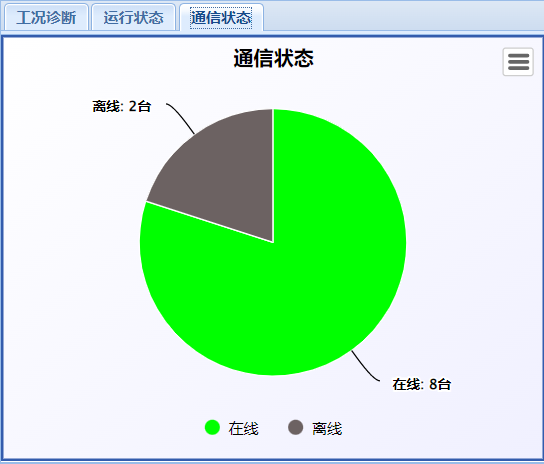 工况诊断 运行状态 通信状态
通信状态
离线: 2台
在线: 8台
在线 离线